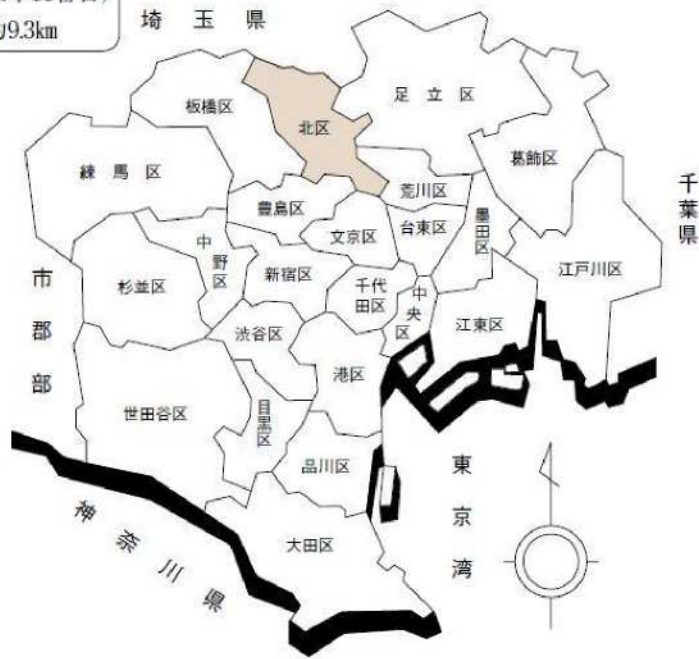 約9.3km
埼玉県
足立区
板橋区
北区
葛飾区
練馬区
荒川区
千葉県
豊島区
墨田区
文京区
台東区
中野区
江戸川区
新宿区
市郡部
杉並区
千代
田区
中央区
江東区
渋谷区
港区
世田谷区
目黒区
品川区
東京湾
神奈川県
大田区